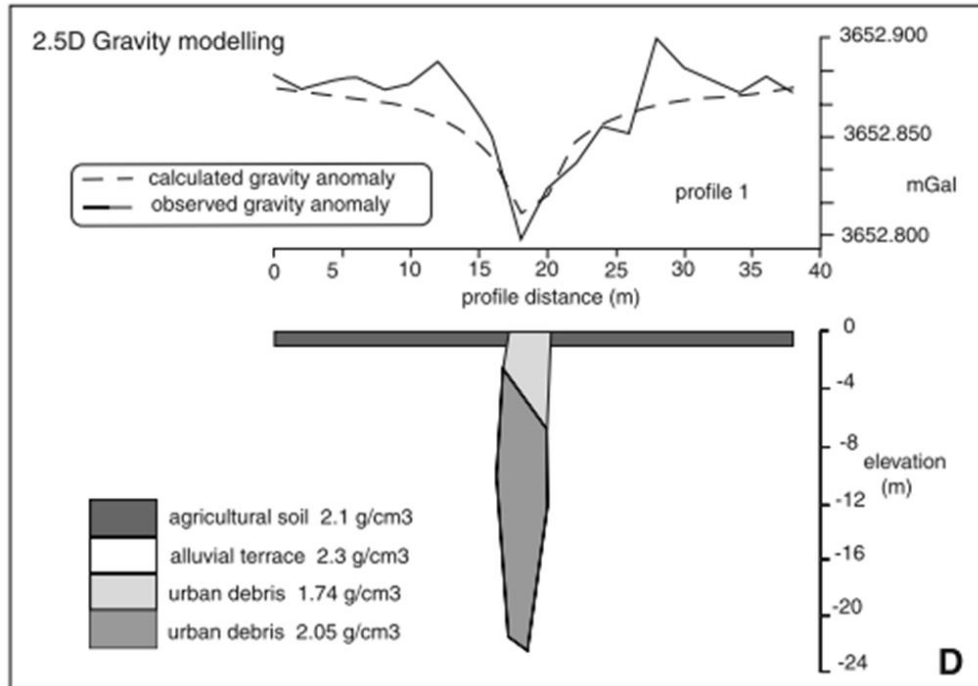 2.5D Gravity modelling
3652.900
3652.850
3652.800
mGal
calculated gravity anomaly
observed gravity anomaly
profile 1
0 5 10 15 20 25 30 35 40
profile distance (m)
0
-4
-8
-12
-16
-20
-24
elevation
(m)
agricultural soil 2.1 g/cm3
alluvial terrace 2.3 g/cm3
urban debris 1.74 g/cm3
urban debris 2.05 g/cm3
D